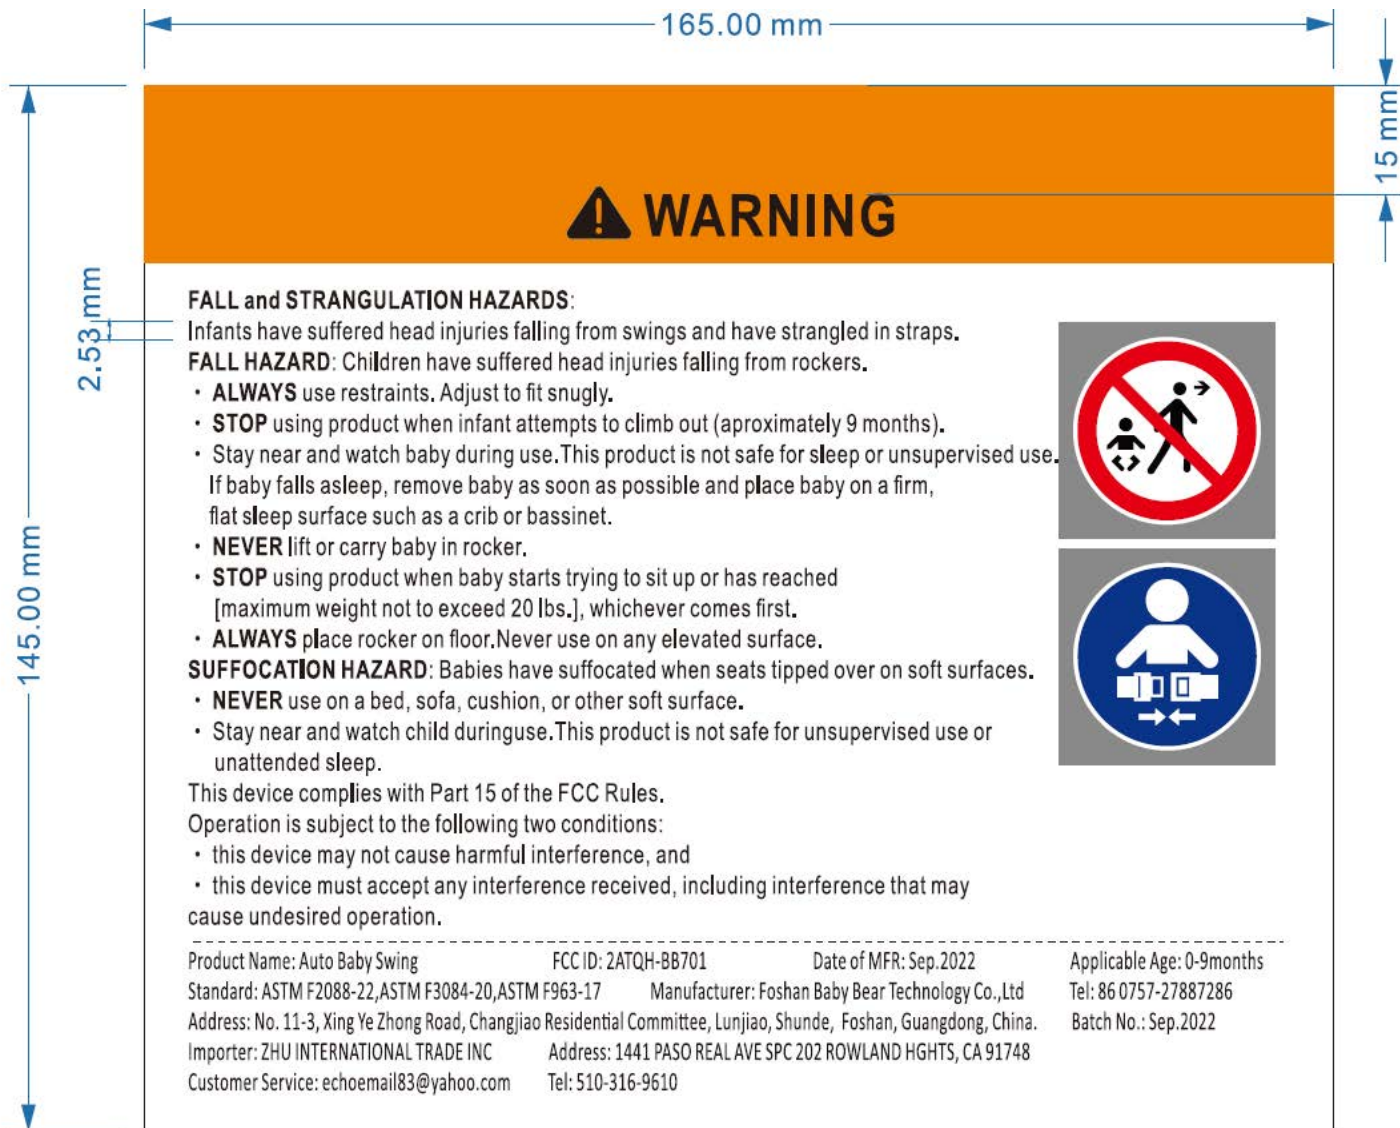 165.00 mm
15 mm
WARNING
2.53 mm
145.00 mm
FALL and STRANGULATION HAZARDS:
Infants have suffered head injuries falling from swings and have strangled in straps.
FALL HAZARD: Children have suffered head injuries falling from rockers.
· ALWAYS use restraints. Adjust to fit snugly.
· STOP using product when infant attempts to climb out (aproximately 9 months).
· Stay near and watch baby during use.This product is not safe for sleep or unsupervised use.
If baby falls asleep, remove baby as soon as possible and place baby on a firm,
flat sleep surface such as a crib or bassinet.
· NEVER lift or carry baby in rocker.
· STOP using product when baby starts trying to sit up or has reached
[maximum weight not to exceed 20 lbs.], whichever comes first.
· ALWAYS place rocker on floor.Never use on any elevated surface.
SUFFOCATION HAZARD: Babies have suffocated when seats tipped over on soft surfaces.
· NEVER use on a bed, sofa, cushion, or other soft surface.
· Stay near and watch child duringuse.This product is not safe for unsupervised use or
unattended sleep.
This device complies with Part 15 of the FCC Rules.
Operation is subject to the following two conditions:
· this device may not cause harmful interference, and
· this device must accept any interference received, including interference that may
cause undesired operation.
Product Name: Auto Baby Swing FCC ID: 2ATQH-BB701 Date of MFR: Sep.2022 Applicable Age: 0-9months
Standard: ASTM F2088-22,ASTM F3084-20,ASTM F963-17 Manufacturer: Foshan Baby Bear Technology Co.,Ltd Tel: 86 0757-27887286
Address: No. 11-3, Xing Ye Zhong Road, Changjiao Residential Committee, Lunjiao, Shunde, Foshan, Guangdong, China. Batch No.: Sep.2022
Importer: ZHU INTERNATIONAL TRADE INC Address: 1441 PASO REAL AVE SPC 202 ROWLAND HGHTS, CA 91748
Customer Service: echoemail83@yahoo.com Tel: 510-316-9610